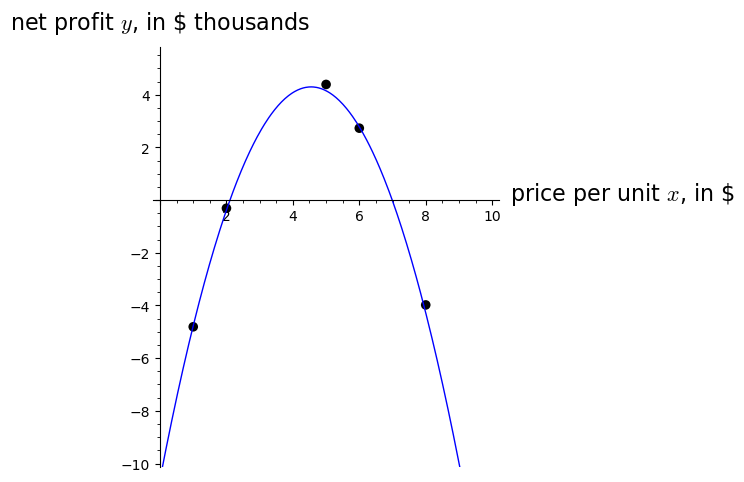 net profit y, in $ thousands
4
2
price per unit x, in $
2 4 6 8 10
−2
−4
−6
−8
−10